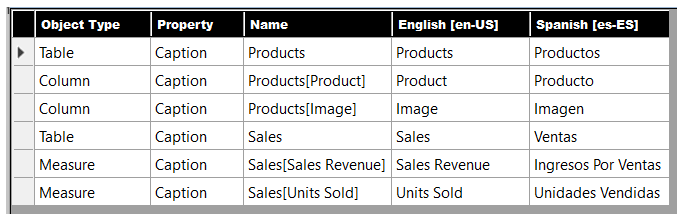 Object Type Property Name English [en-US] Spanish [es-ES]
Table Caption Products Products Productos
Column Caption Products[Product] Product Producto
Column Caption Products[Image] Image Imagen
Table Caption Sales Sales Ventas
Measure Caption Sales[Sales Revenue] Sales Revenue Ingresos Por Ventas
Measure Caption Sales[Units Sold] Units Sold Unidades Vendidas